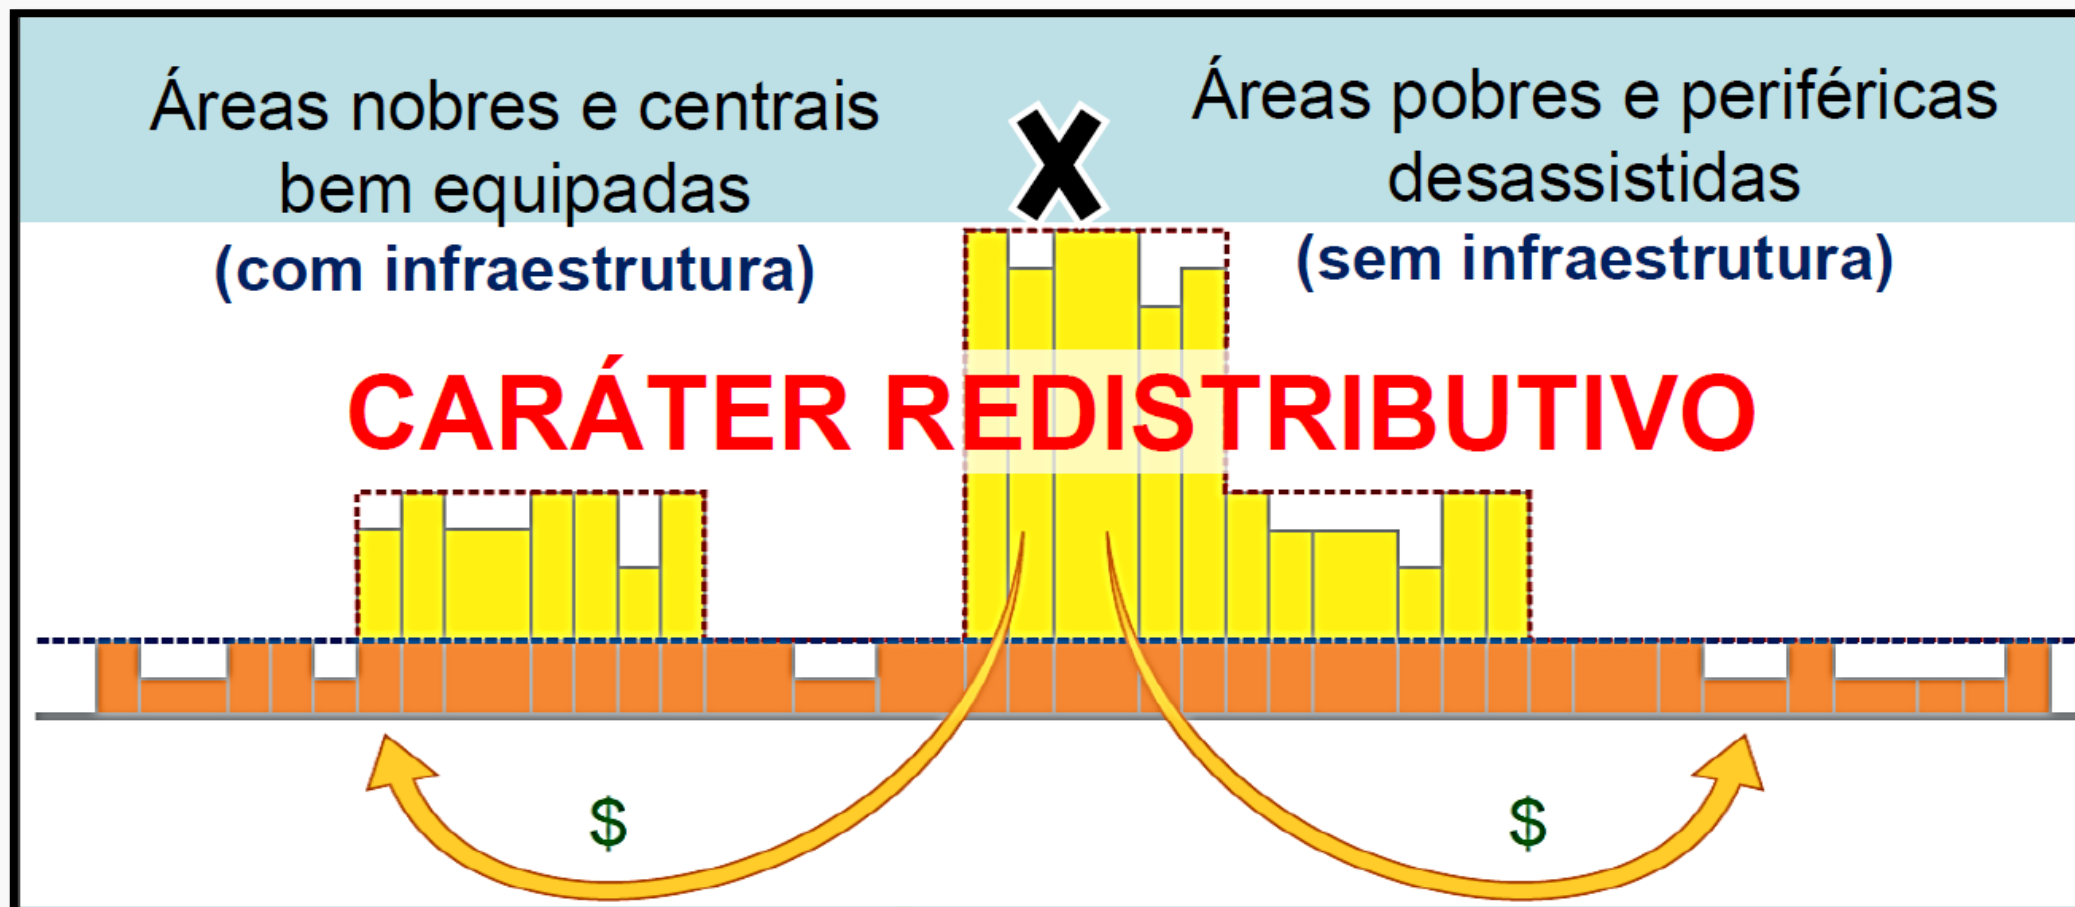 Áreas nobres e centrais
bem equipadas
(com infraestrutura)
X
Áreas pobres e periféricas
desassistidas
(sem infraestrutura)
CARÁTER REDISTRIBUTIVO
$
$